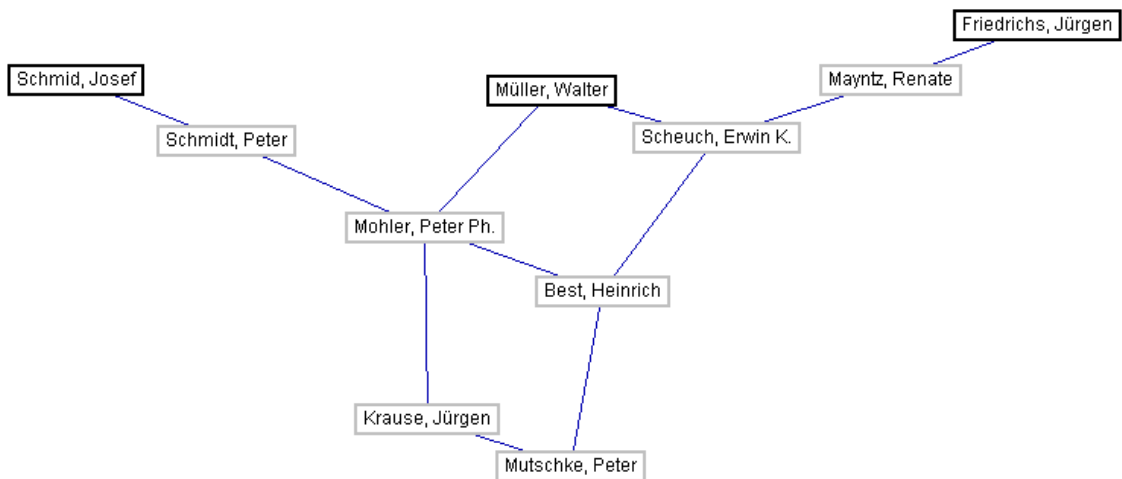 Friedrichs, Jürgen
Schmid, Josef
Mayntz, Renate
Müller, Walter
Schmidt, Peter
Scheuch, Erwin K.
Mohler, Peter Ph.
Best, Heinrich
Krause, Jürgen
Mutschke, Peter